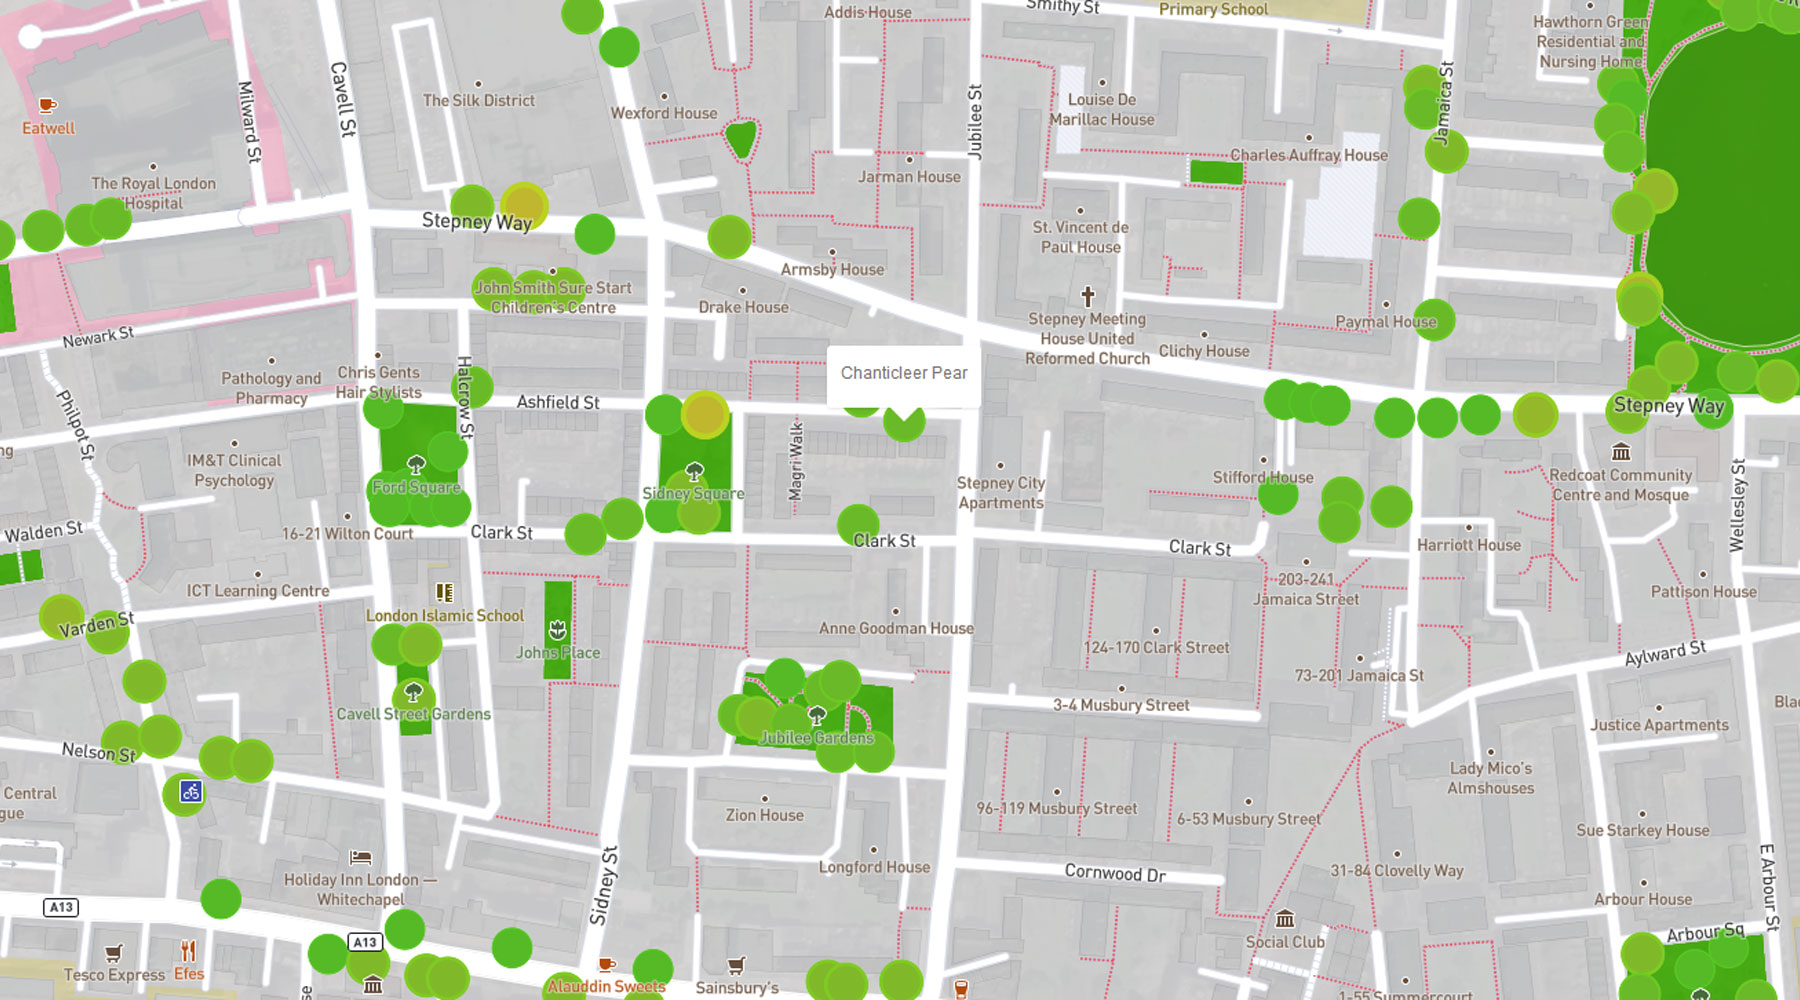 Addis House
Smithy St
Primary School
Hawthorn Green
Residential and
Nursing Home
Eatwell
Milward St
Cavell St
The Silk District
Wexford House
Jubilee St
Louise De
Marillac House
Jamaica St
The Royal London
Hospital
Jarman House
Charles Auffray House
Stepney Way
St. Vincent de
Paul House
Armsby House
John Smith Sure Start
Children's Centre
Drake House
Stepney Meeting
House United
Reformed Church
Paymal House
Newark St
Clichy House
Chris Gents
Hair Stylists
Pathology and
Pharmacy
Halcrow St
Chanticleer Pear
Ashfield St
Stepney Way
Philpot St
Magri Walk
IM&T Clinical
Psychology
Ford Square
Sidney Square
Stepney City
Apartments
Stifford House
Redcoat Community
Centre and Mosque
Wellesley St
Walden St
16-21 Wilton Court
Clark St
Clark St
Clark St
Harriott House
ICT Learning Centre
203-241
Jamaica Street
Pattison House
London Islamic School
Varden St
Anne Goodman House
Johns Place
124-170 Clark Street
Aylward St
73-201 Jamaica St
Cavell Street Gardens
3-4 Musbury Street
Justice Apartments
Jubilee Gardens
Nelson St
Lady Mico's
Almshouses
Central
Zion House
96-119 Musbury Street
6-53 Musbury Street
Sue Starkey House
Longford House
Cornwood Dr
31-84 Clovelly Way
E Arbour St
Holiday Inn London —
Whitechapel
Sidney St
Arbour House
A13
A13
Social Club
Arbour Sq
Tesco Express
Efes
Alauddin Sweets
Sainsbury's
1-55 Summercourt